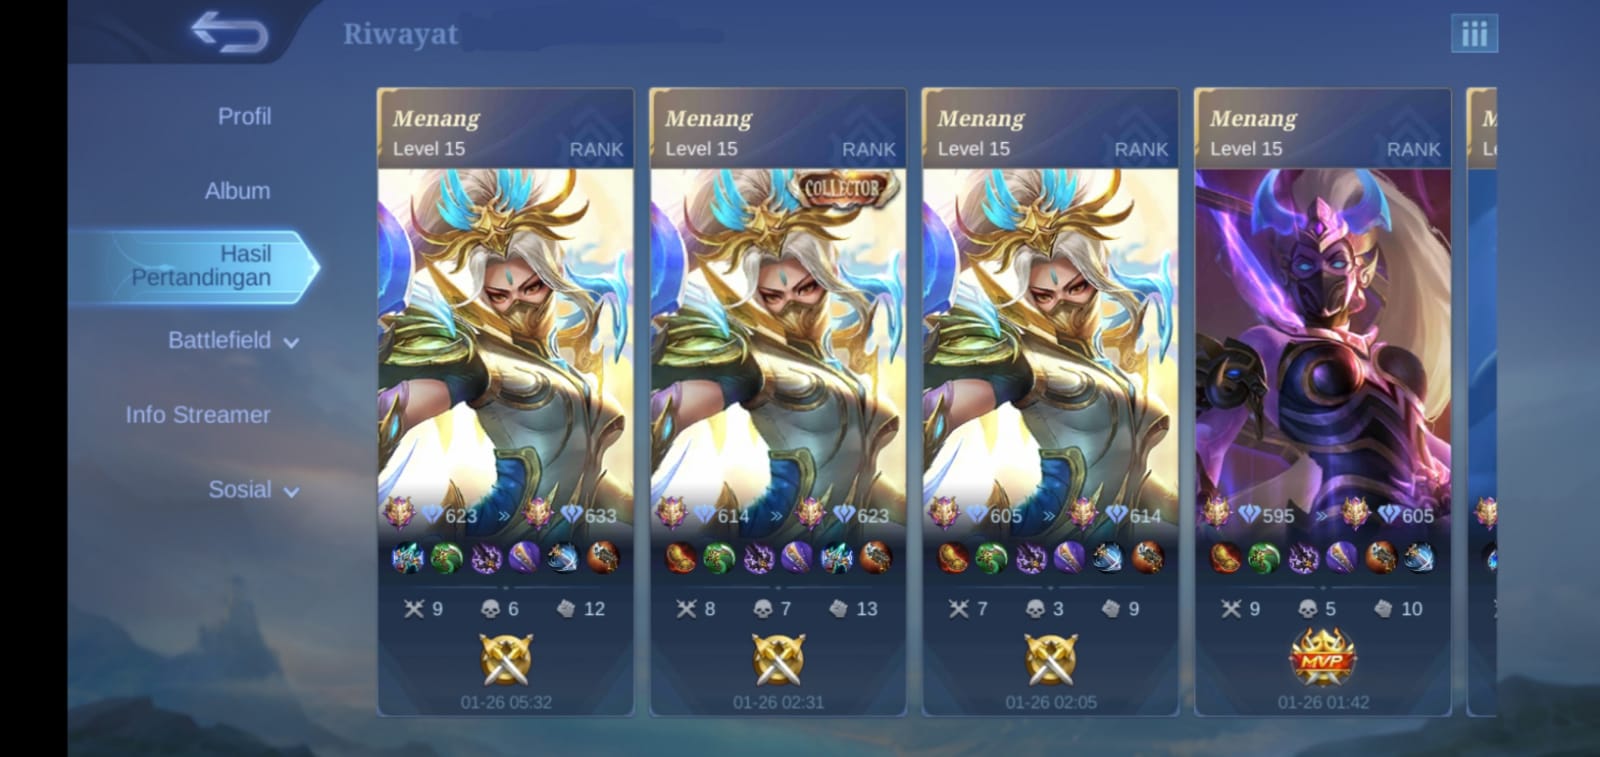 Riwayat
Profil
Album
Hasil
Pertandingan
Battlefield
Info Streamer
Sosial
Menang
Level 15 RANK
623 » 633
9 6 12
01-26 05:32
Menang
Level 15 RANK
COLLECTOR
614 » 623
8 7 13
01-26 02:31
Menang
Level 15 RANK
605 » 614
7 3 9
01-26 02:05
Menang
Level 15 RANK
595 » 605
9 5 10
MVP
01-26 01:42